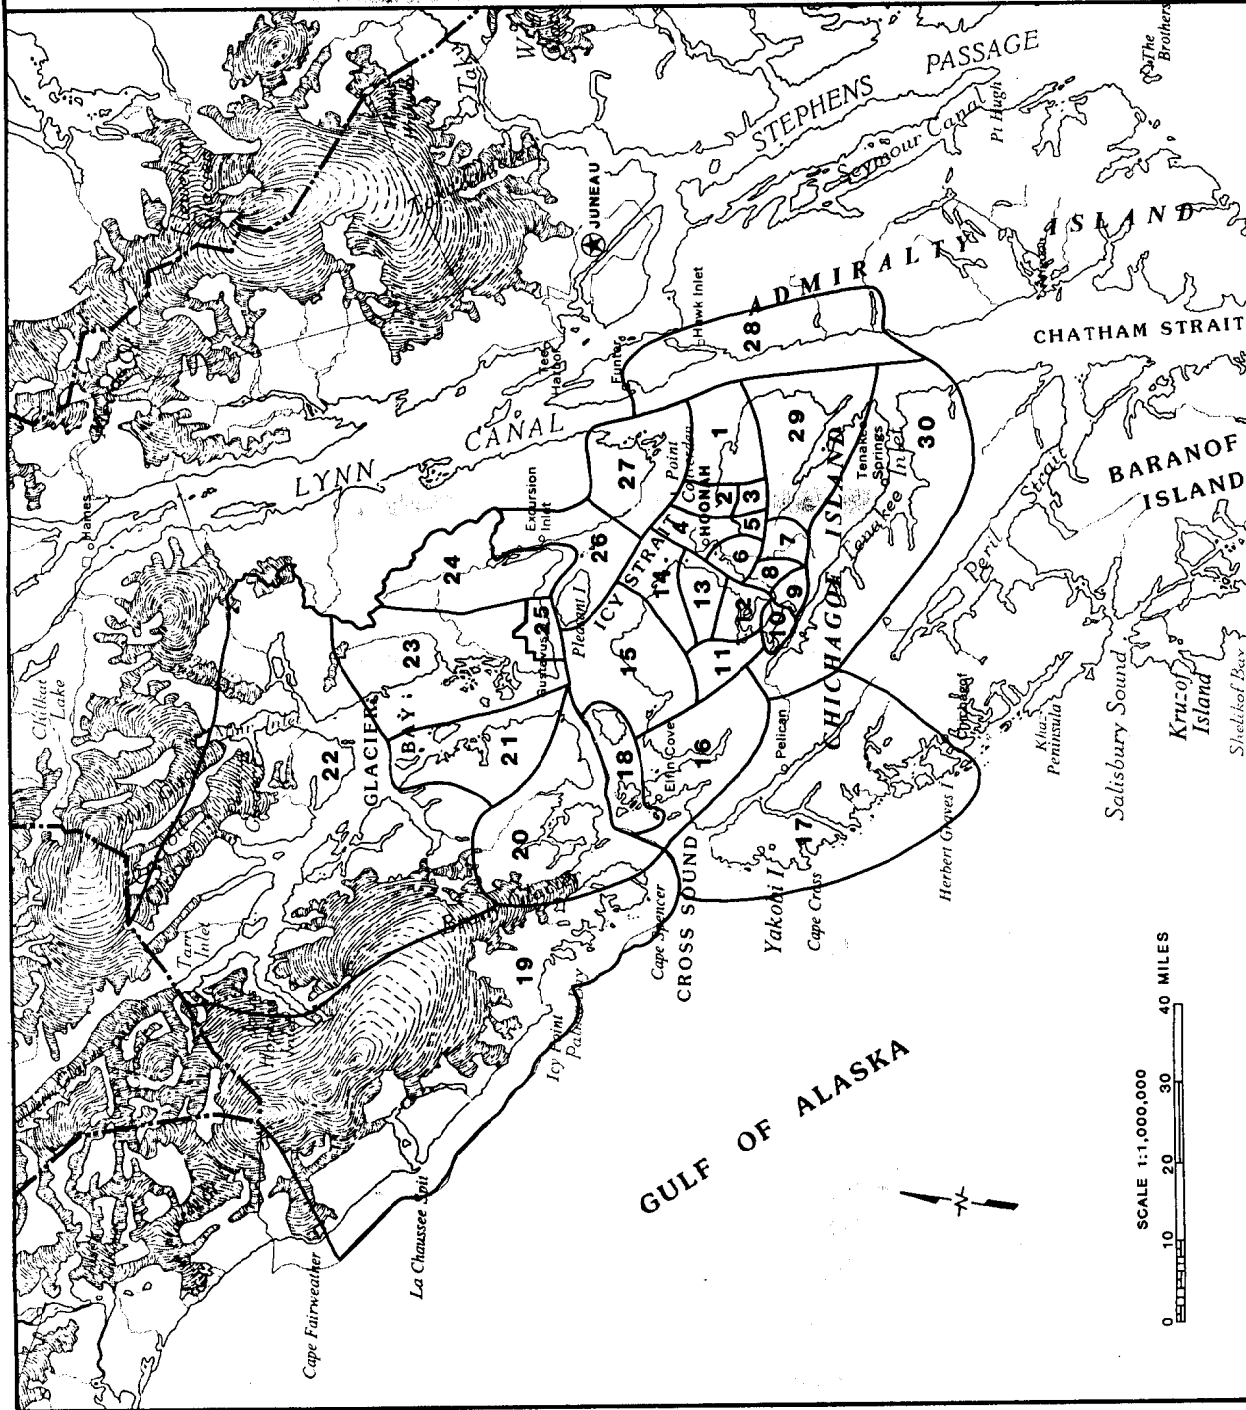 Haines
LYNN
CANAL
JUNEAU
STEPHENS
PASSAGE
Seymour Canal
Pt Hugh
The
Brothers
ADMIRALTY
ISLAND
Hawk Inlet
Funter
Tee
Harbor
CHATHAM STRAIT
Chilkat
Lake
Tarr
Inlet
GLACIER
BAY
Gustavus
Excursion
Inlet
Pleasant I.
ICY STRAIT
HOONAH
Point
Couverden
Tenakee
Springs
Tenakee
Inlet
CHICHAGOF
ISLAND
Peril
Strait
BARANOF
ISLAND
Elfin Cove
Pelican
Chichagof
Khaz
Peninsula
Salisbury Sound
Kruzof
Island
Shelikof Bay
Herbert Graves I
Yakobi I.
Cape Cross
CROSS SOUND
Cape Spencer
Icy Point
Palma Bay
La Chaussee Spit
Cape Fairweather
GULF OF ALASKA
N
1
2
3
4
5
6
7
8
9
10
11
12
13
14
15
16
17
18
19
20
21
22
23
24
25
26
27
28
29
30
SCALE 1:1,000,000
0 10 20 30 40 MILES